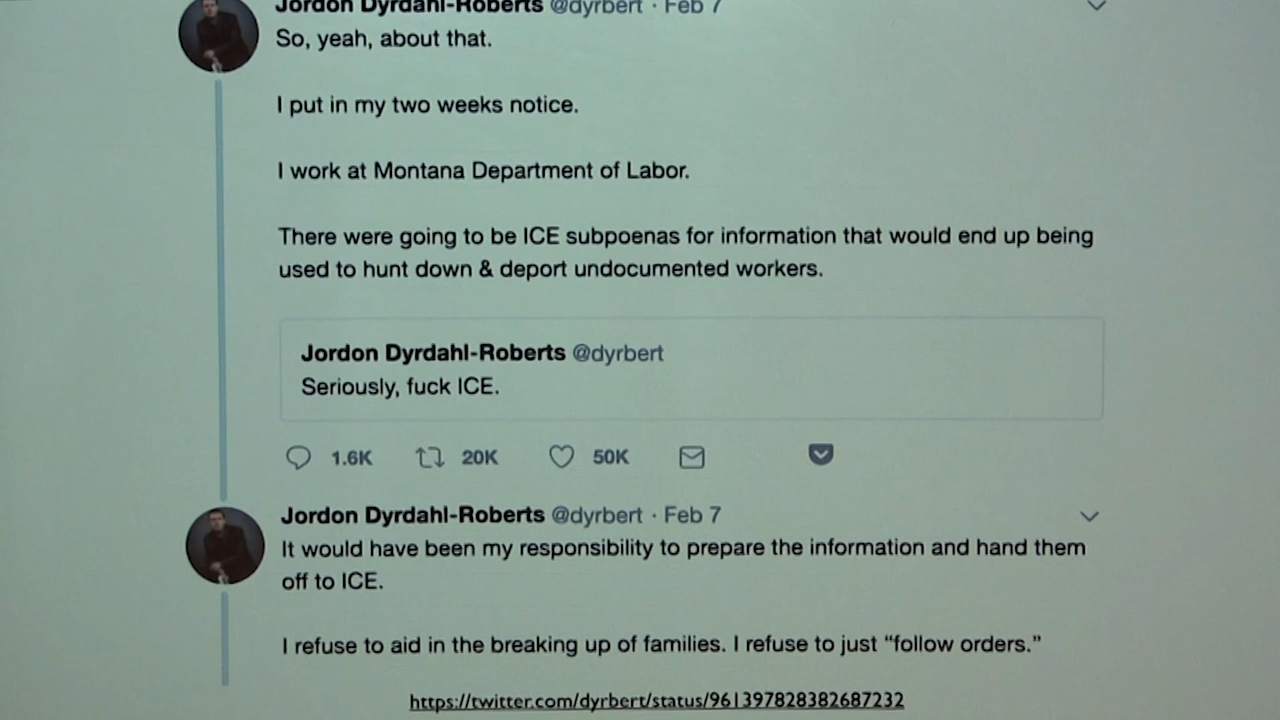 Jordon Dyrdahl-Roberts @dyrbert · Feb 7
So, yeah, about that.
I put in my two weeks notice.
I work at Montana Department of Labor.
There were going to be ICE subpoenas for information that would end up being
used to hunt down & deport undocumented workers.
Jordon Dyrdahl-Roberts @dyrbert
Seriously, fuck ICE.
1.6K 20K 50K
Jordon Dyrdahl-Roberts @dyrbert · Feb 7
It would have been my responsibility to prepare the information and hand them
off to ICE.
I refuse to aid in the breaking up of families. I refuse to just “follow orders.”
https://twitter.com/dyrbert/status/961397828382687232